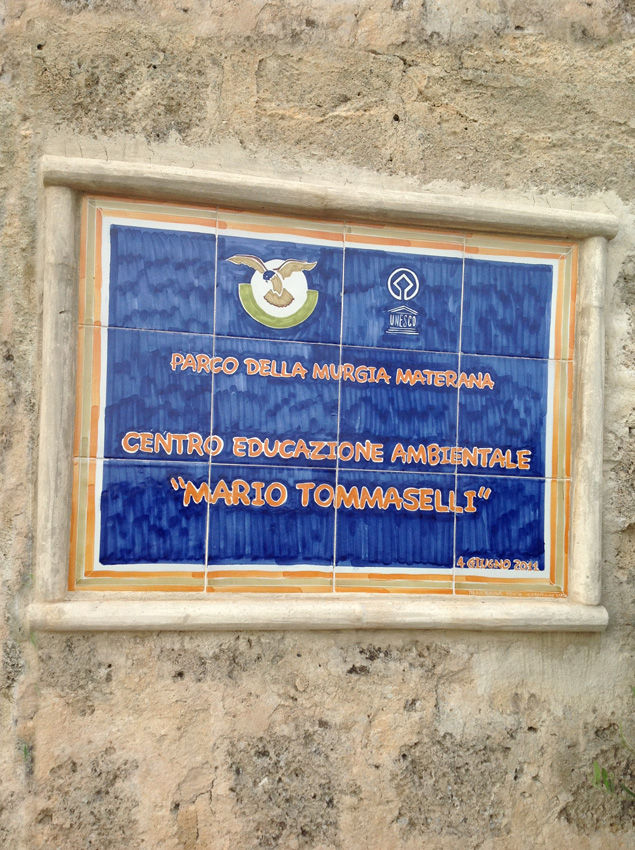 UNESCO
PARCO DELLA MURGIA MATERANA
CENTRO EDUCAZIONE AMBIENTALE
"MARIO TOMMASELLI"
4 GIUGNO 2011